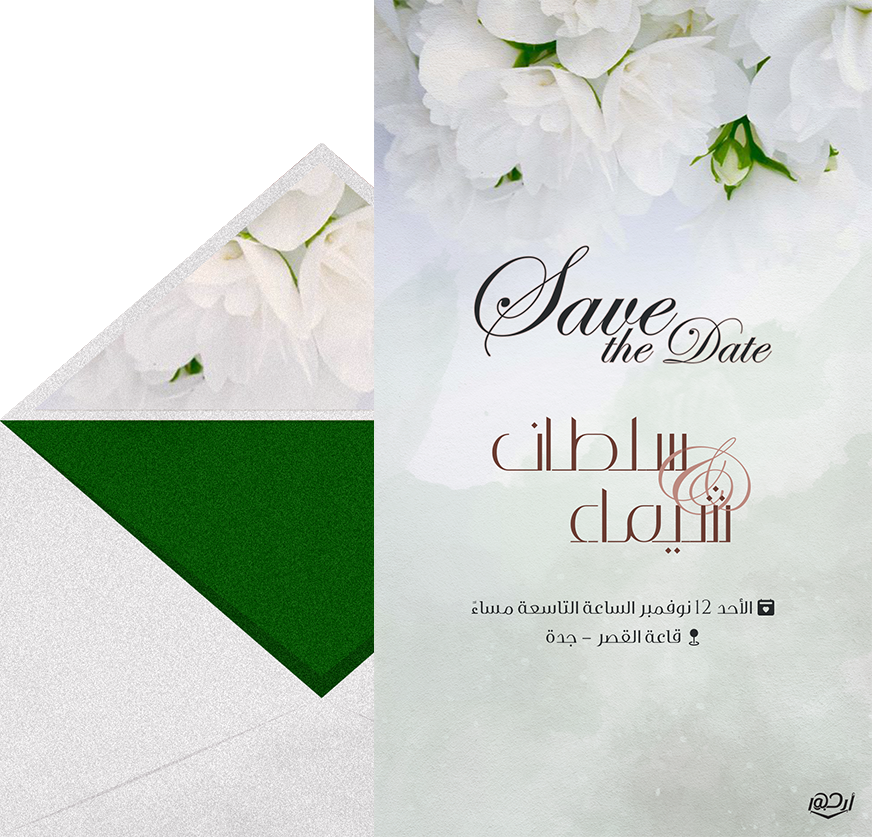 Save
the Date
سلطان
&
شيماء
الأحد 12 نوفمبر الساعة التاسعة مساءً
قاعة القصر – جدة